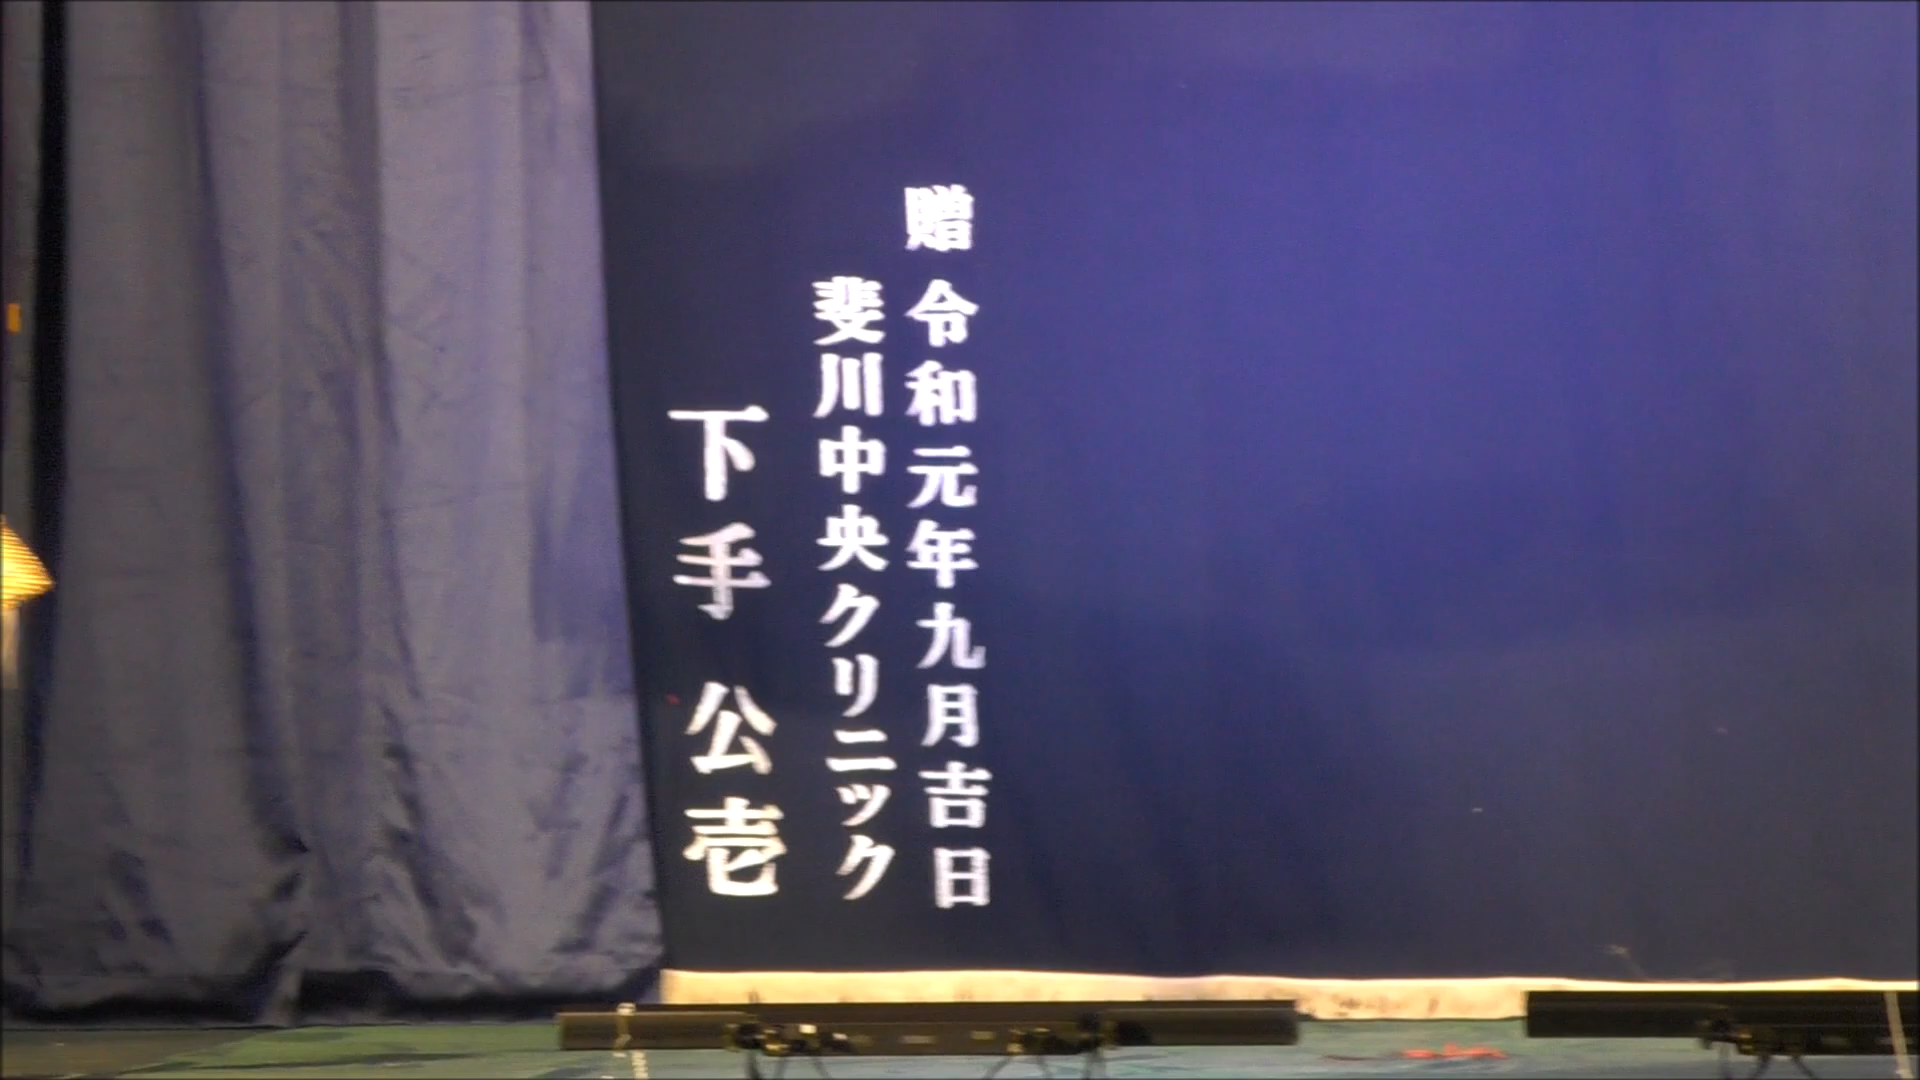 贈 令和元年九月吉日
斐川中央クリニック
下手公壱